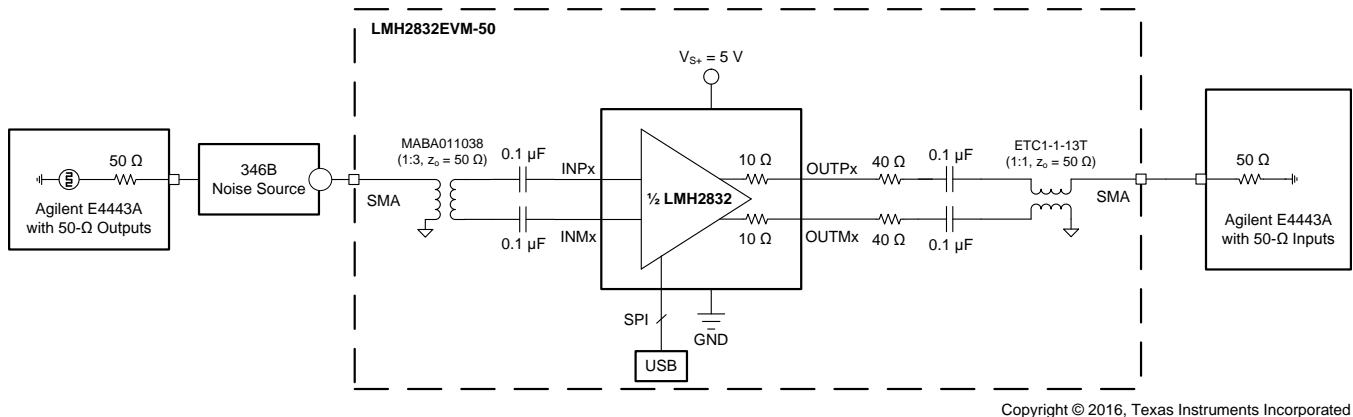 LMH2832EVM-50
V_S+ = 5 V
50 Ω
Agilent E4443A
with 50-Ω Outputs
346B
Noise Source
SMA
MABA011038
(1:3, z_o = 50 Ω)
0.1 µF
0.1 µF
INPx
INMx
½ LMH2832
10 Ω
10 Ω
OUTPx
OUTMx
40 Ω
40 Ω
0.1 µF
0.1 µF
ETC1-1-13T
(1:1, z_o = 50 Ω)
SMA
50 Ω
Agilent E4443A
with 50-Ω Inputs
SPI
GND
USB
Copyright © 2016, Texas Instruments Incorporated